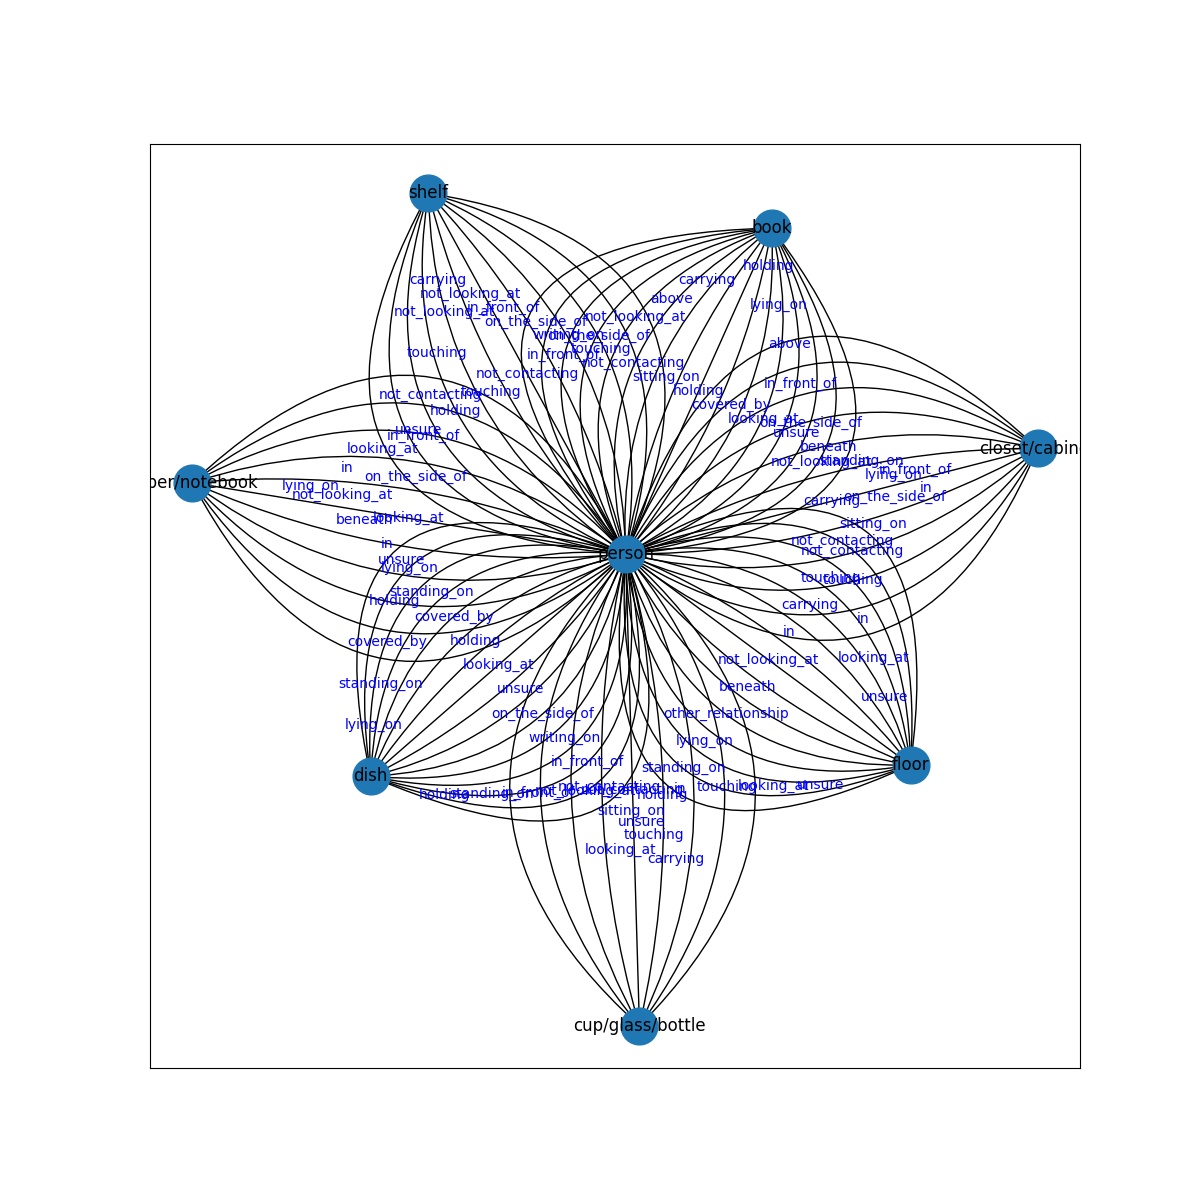 shelf
book
holding
carrying
carrying
not_looking_at
above
lying_on
in_front_of
not_looking_at
on_the_side_of
not_looking_at
on_the_side_of
above
touching
touching
in_front_of
not_contacting
not_contacting
sitting_on
in_front_of
touching
holding
not_contacting
covered_by
holding
looking_at
on_the_side_of
unsure
unsure
in_front_of
looking_at
beneath
closet/cabin
not_looking_at
standing_on
in
in_front_of
lying_on
on_the_side_of
per/notebook
lying_on
in
not_looking_at
on_the_side_of
carrying
beneath
looking_at
sitting_on
in
not_contacting
not_contacting
person
unsure
lying_on
touching
touching
standing_on
holding
carrying
covered_by
in
in
covered_by
holding
looking_at
not_looking_at
looking_at
standing_on
unsure
beneath
unsure
on_the_side_of
other_relationship
lying_on
writing_on
lying_on
in_front_of
standing_on
floor
dish
holding
standing_on
in_front_of
not_looking_at
not_contacting
in
holding
touching
looking_at
unsure
sitting_on
unsure
touching
looking_at
carrying
cup/glass/bottle